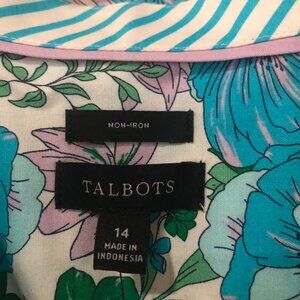 NON-IRON
TALBOTS
14
MADE IN
INDONESIA